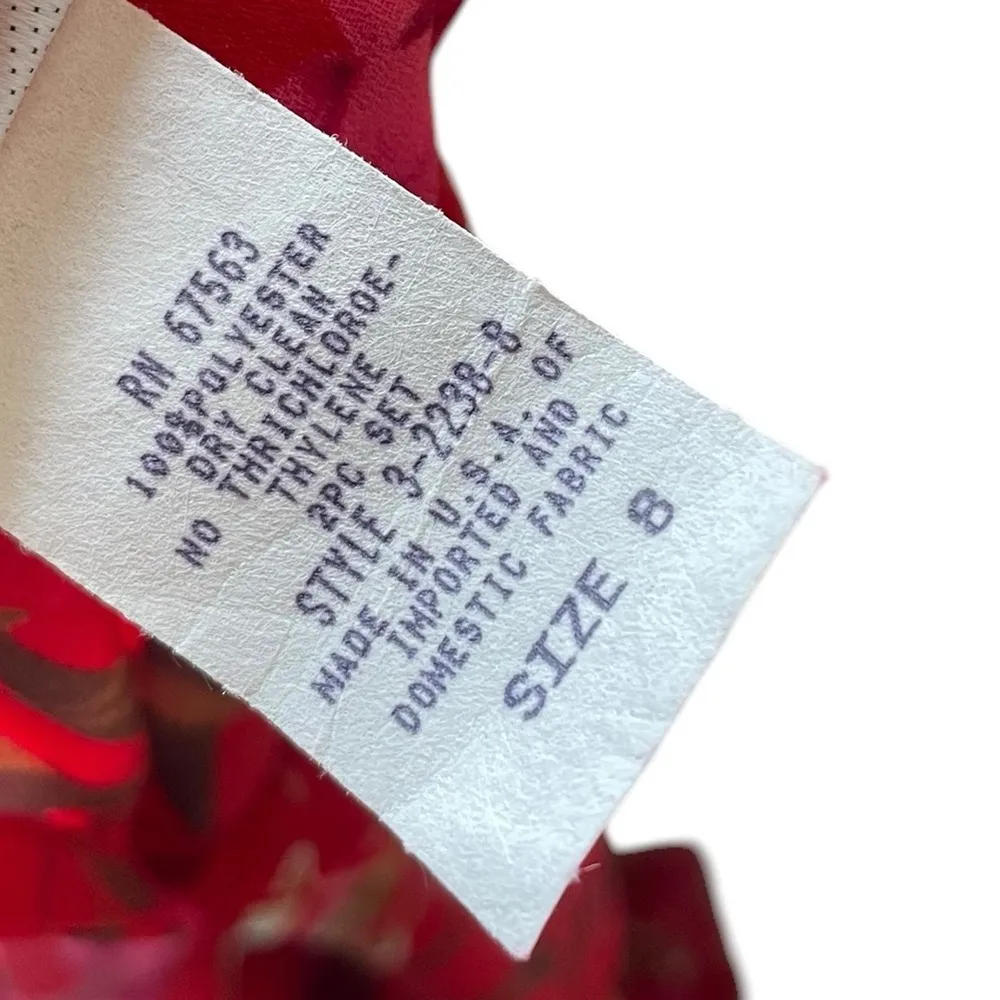 RN 67563
100%POLYESTER
DRY CLEAN
NO THRICHLOROE-
THYLENE
2PC SET
STYLE 3-2238-8
MADE IN U.S.A. OF
IMPORTED AND
DOMESTIC FABRIC
SIZE 8